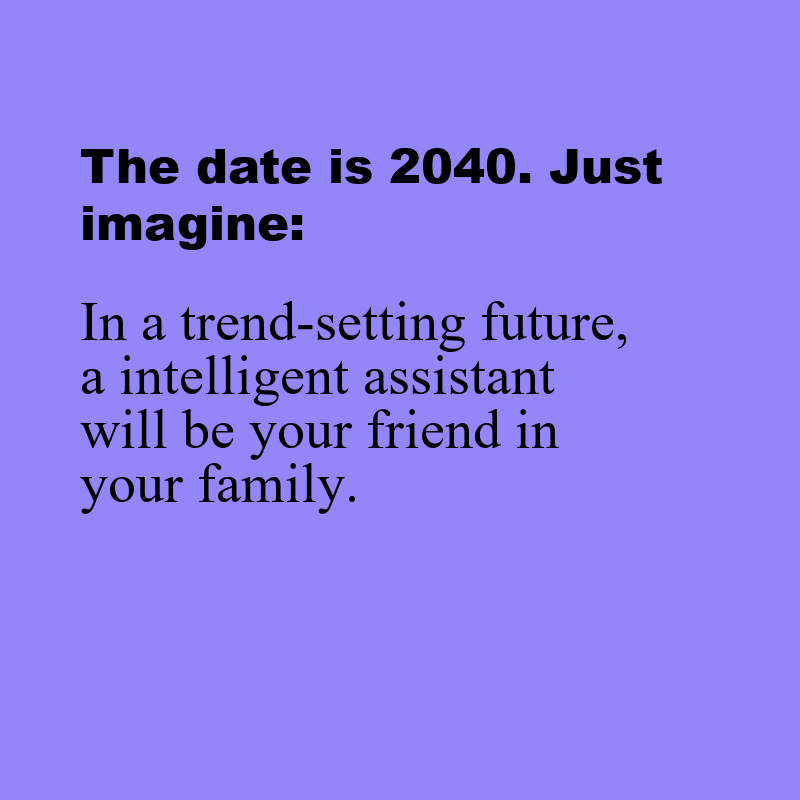 The date is 2040. Just
imagine:
In a trend-setting future,
a intelligent assistant
will be your friend in
your family.